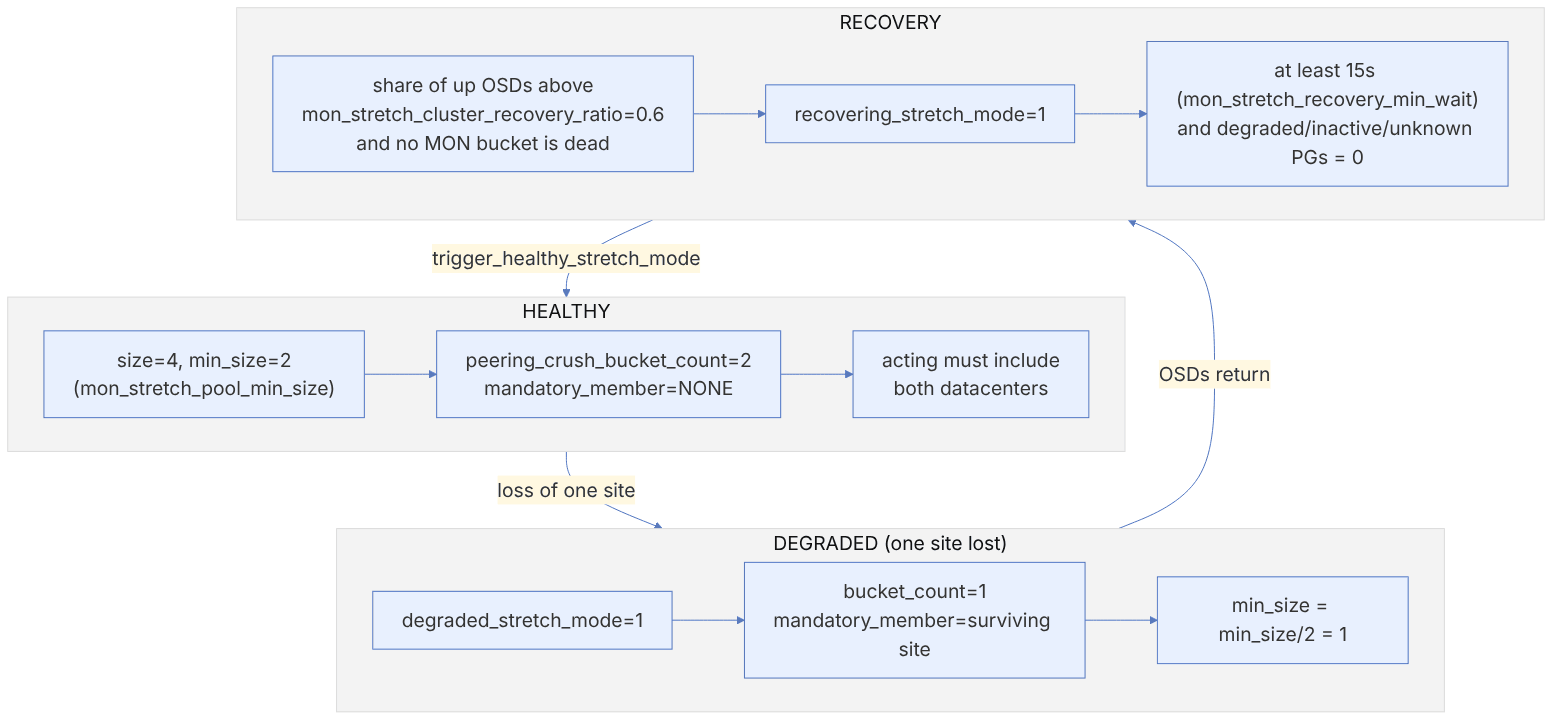 RECOVERY
share of up OSDs above
mon_stretch_cluster_recovery_ratio=0.6
and no MON bucket is dead
recovering_stretch_mode=1
at least 15s
(mon_stretch_recovery_min_wait)
and degraded/inactive/unknown
PGs = 0
trigger_healthy_stretch_mode
HEALTHY
size=4, min_size=2
(mon_stretch_pool_min_size)
peering_crush_bucket_count=2
mandatory_member=NONE
acting must include
both datacenters
OSDs return
loss of one site
DEGRADED (one site lost)
degraded_stretch_mode=1
bucket_count=1
mandatory_member=surviving
site
min_size =
min_size/2 = 1